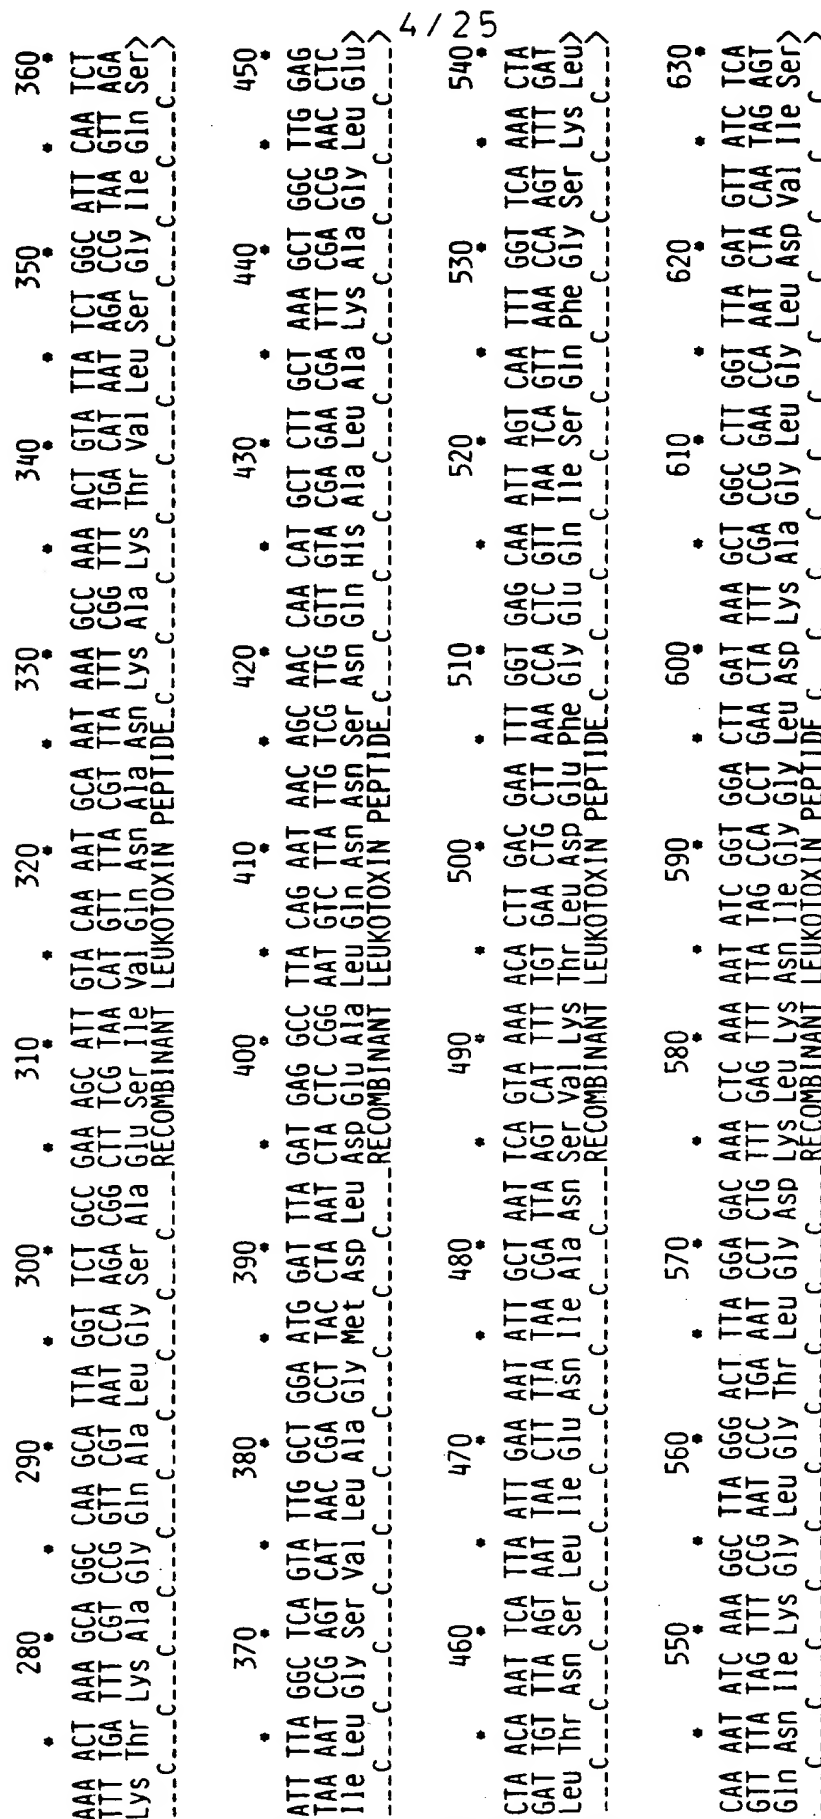 4/25
* 280 * 290 * 300 * 310 * 320 * 330 * 340 * 350 * 360
AAA ACT AAA GCA GGC CAA GCA TTA GGT TCT GCC GAA AGC ATT GTA CAA AAT GCA AAT AAA GCC AAA ACT GTA TTA TCT GGC ATT CAA TCT
TTT TGA TTT CGT CCG GTT CGT AAT CCA AGA CGG CTT TCG TAA CAT GTT TTA CGT TTA TTT CGG TTT TGA CAT AAT AGA CCG TAA GTT AGA
Lys Thr Lys Ala Gly Gln Ala Leu Gly Ser Ala Glu Ser Ile Val Gln Asn Ala Asn Lys Ala Lys Thr Val Leu Ser Gly Ile Gln Ser>
---C---C---C---C---C---C----RECOMBINANT LEUKOTOXIN PEPTIDE_C---C---C---C---C---C--->
* 370 * 380 * 390 * 400 * 410 * 420 * 430 * 440 * 450
ATT TTA GGC TCA GTA TTG GCT GGA ATG GAT TTA GAT GAG GCC TTA CAG AAT AAC AGC AAC CAA CAT GCT CTT GCT AAA GCT GGC TTG GAG
TAA AAT CCG AGT CAT AAC CGA CCT TAC CTA AAT CTA CTC CGG AAT GTC TTA TTG TCG TTG GTT GTA CGA GAA CGA TTT CGA CCG AAC CTC
Ile Leu Gly Ser Val Leu Ala Gly Met Asp Leu Asp Glu Ala Leu Gln Asn Asn Ser Asn Gln His Ala Leu Ala Lys Ala Gly Leu Glu>
---C---C---C---C---C---C----RECOMBINANT LEUKOTOXIN PEPTIDE_C---C---C---C---C---C--->
* 460 * 470 * 480 * 490 * 500 * 510 * 520 * 530 * 540
CTA ACA AAT TCA TTA ATT GAA AAT ATT GCT AAT TCA GTA AAA ACA CTT GAC GAA TTT GGT GAG CAA ATT AGT CAA TTT GGT TCA AAA CTA
GAT TGT TTA AGT AAT TAA CTT TTA TAA CGA TTA AGT CAT TTT TGT GAA CTG CTT AAA CCA CTC GTT TAA TCA GTT AAA CCA AGT TTT GAT
Leu Thr Asn Ser Leu Ile Glu Asn Ile Ala Asn Ser Val Lys Thr Leu Asp Glu Phe Gly Glu Gln Ile Ser Gln Phe Gly Ser Lys Leu>
---C---C---C---C---C---C----RECOMBINANT LEUKOTOXIN PEPTIDE_C---C---C---C---C---C--->
* 550 * 560 * 570 * 580 * 590 * 600 * 610 * 620 * 630
CAA AAT ATC AAA GGC TTA GGG ACT TTA GGA GAC AAA CTC AAA AAT ATC GGT GGA CTT GAT AAA GCT GGC CTT GGT TTA GAT GTT ATC TCA
GTT TTA TAG TTT CCG AAT CCC TGA AAT CCT CTG TTT GAG TTT TTA TAG CCA CCT GAA CTA TTT CGA CCG GAA CCA AAT CTA CAA TAG AGT
Gln Asn Ile Lys Gly Leu Gly Thr Leu Gly Asp Lys Leu Lys Asn Ile Gly Gly Leu Asp Lys Ala Gly Leu Gly Leu Asp Val Ile Ser>
---C---C---C---C---C---C----RECOMBINANT LEUKOTOXIN PEPTIDE_C---C---C---C---C---C--->